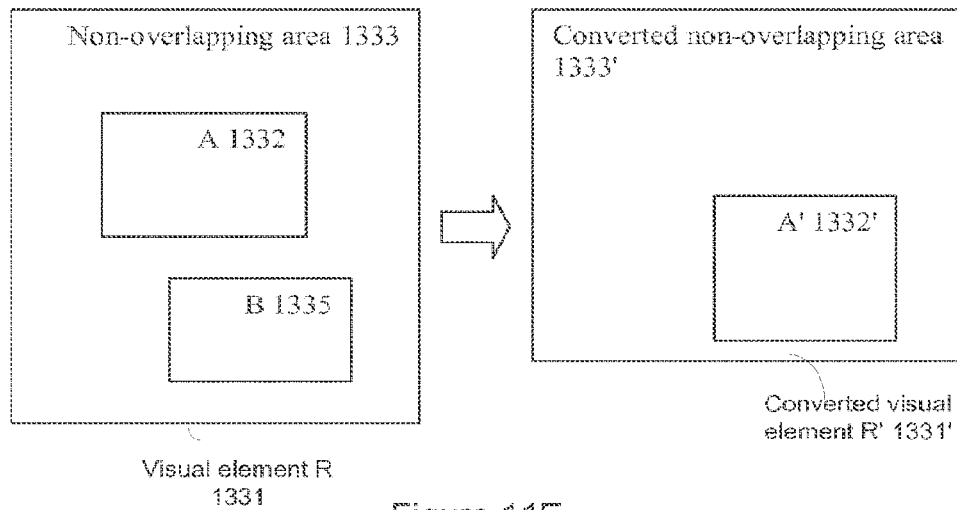 Non-overlapping area 1333
A 1332
B 1335
Visual element R
1331
Converted non-overlapping area
1333'
A' 1332'
Converted visual
element R' 1331'